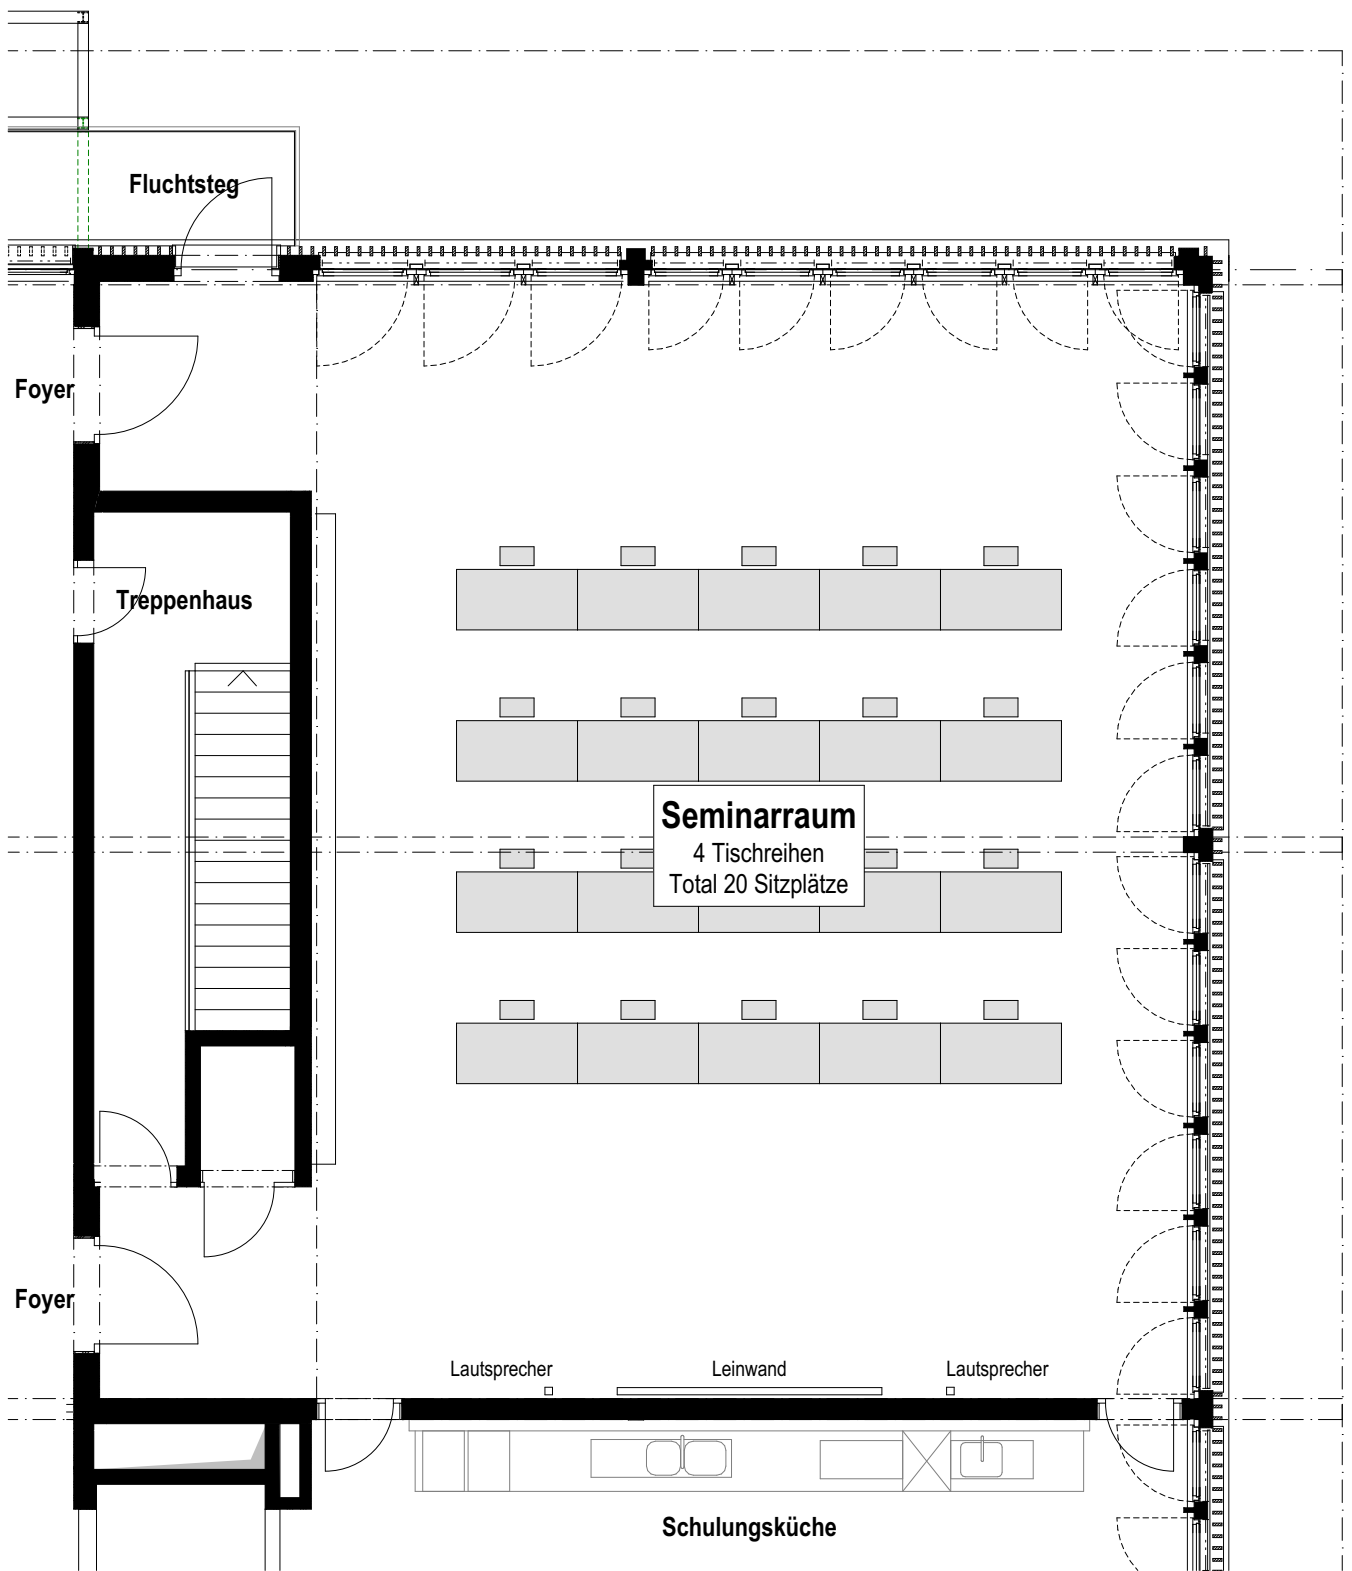 Fluchtsteg
Foyer
Treppenhaus
Seminarraum
4 Tischreihen
Total 20 Sitzplätze
Foyer
Lautsprecher
Leinwand
Lautsprecher
Schulungsküche